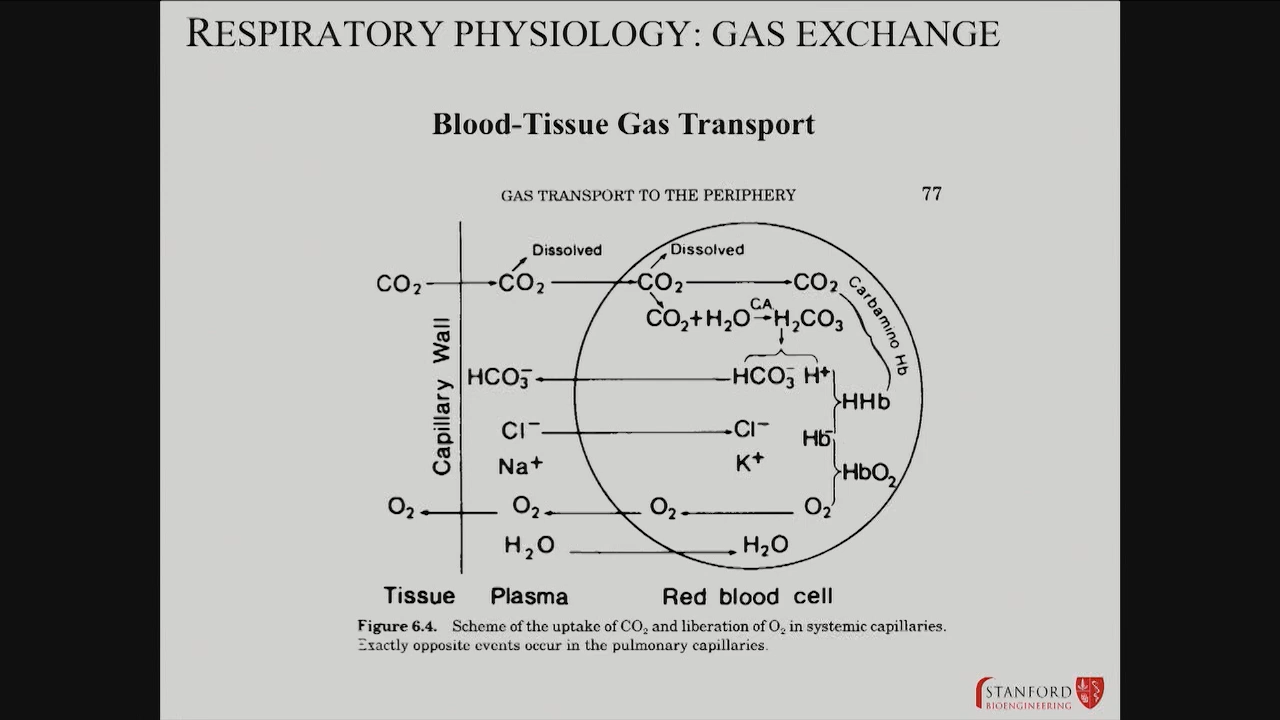 RESPIRATORY PHYSIOLOGY: GAS EXCHANGE
Blood-Tissue Gas Transport
GAS TRANSPORT TO THE PERIPHERY 77
Dissolved Dissolved
CO₂ CO₂ CO₂ CO₂ Carbamino Hb
CO₂+H₂O CA H₂CO₃
Capillary Wall
HCO₃⁻ HCO₃⁻ H⁺
HHb
Cl⁻ Cl⁻ Hb⁻
Na⁺ K⁺
HbO₂
O₂ O₂ O₂ O₂
H₂O H₂O
Tissue Plasma Red blood cell
Figure 6.4. Scheme of the uptake of CO₂ and liberation of O₂ in systemic capillaries.
Exactly opposite events occur in the pulmonary capillaries.
STANFORD
BIOENGINEERING